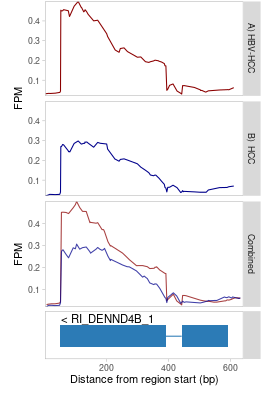 0.4
0.3
0.2
0.1
FPM
A) HBV-HCC
0.4
0.3
0.2
0.1
B) HCC
0.4
0.3
0.2
0.1
FPM
Combined
< RI_DENND4B_1
200
400
600
Distance from region start (bp)